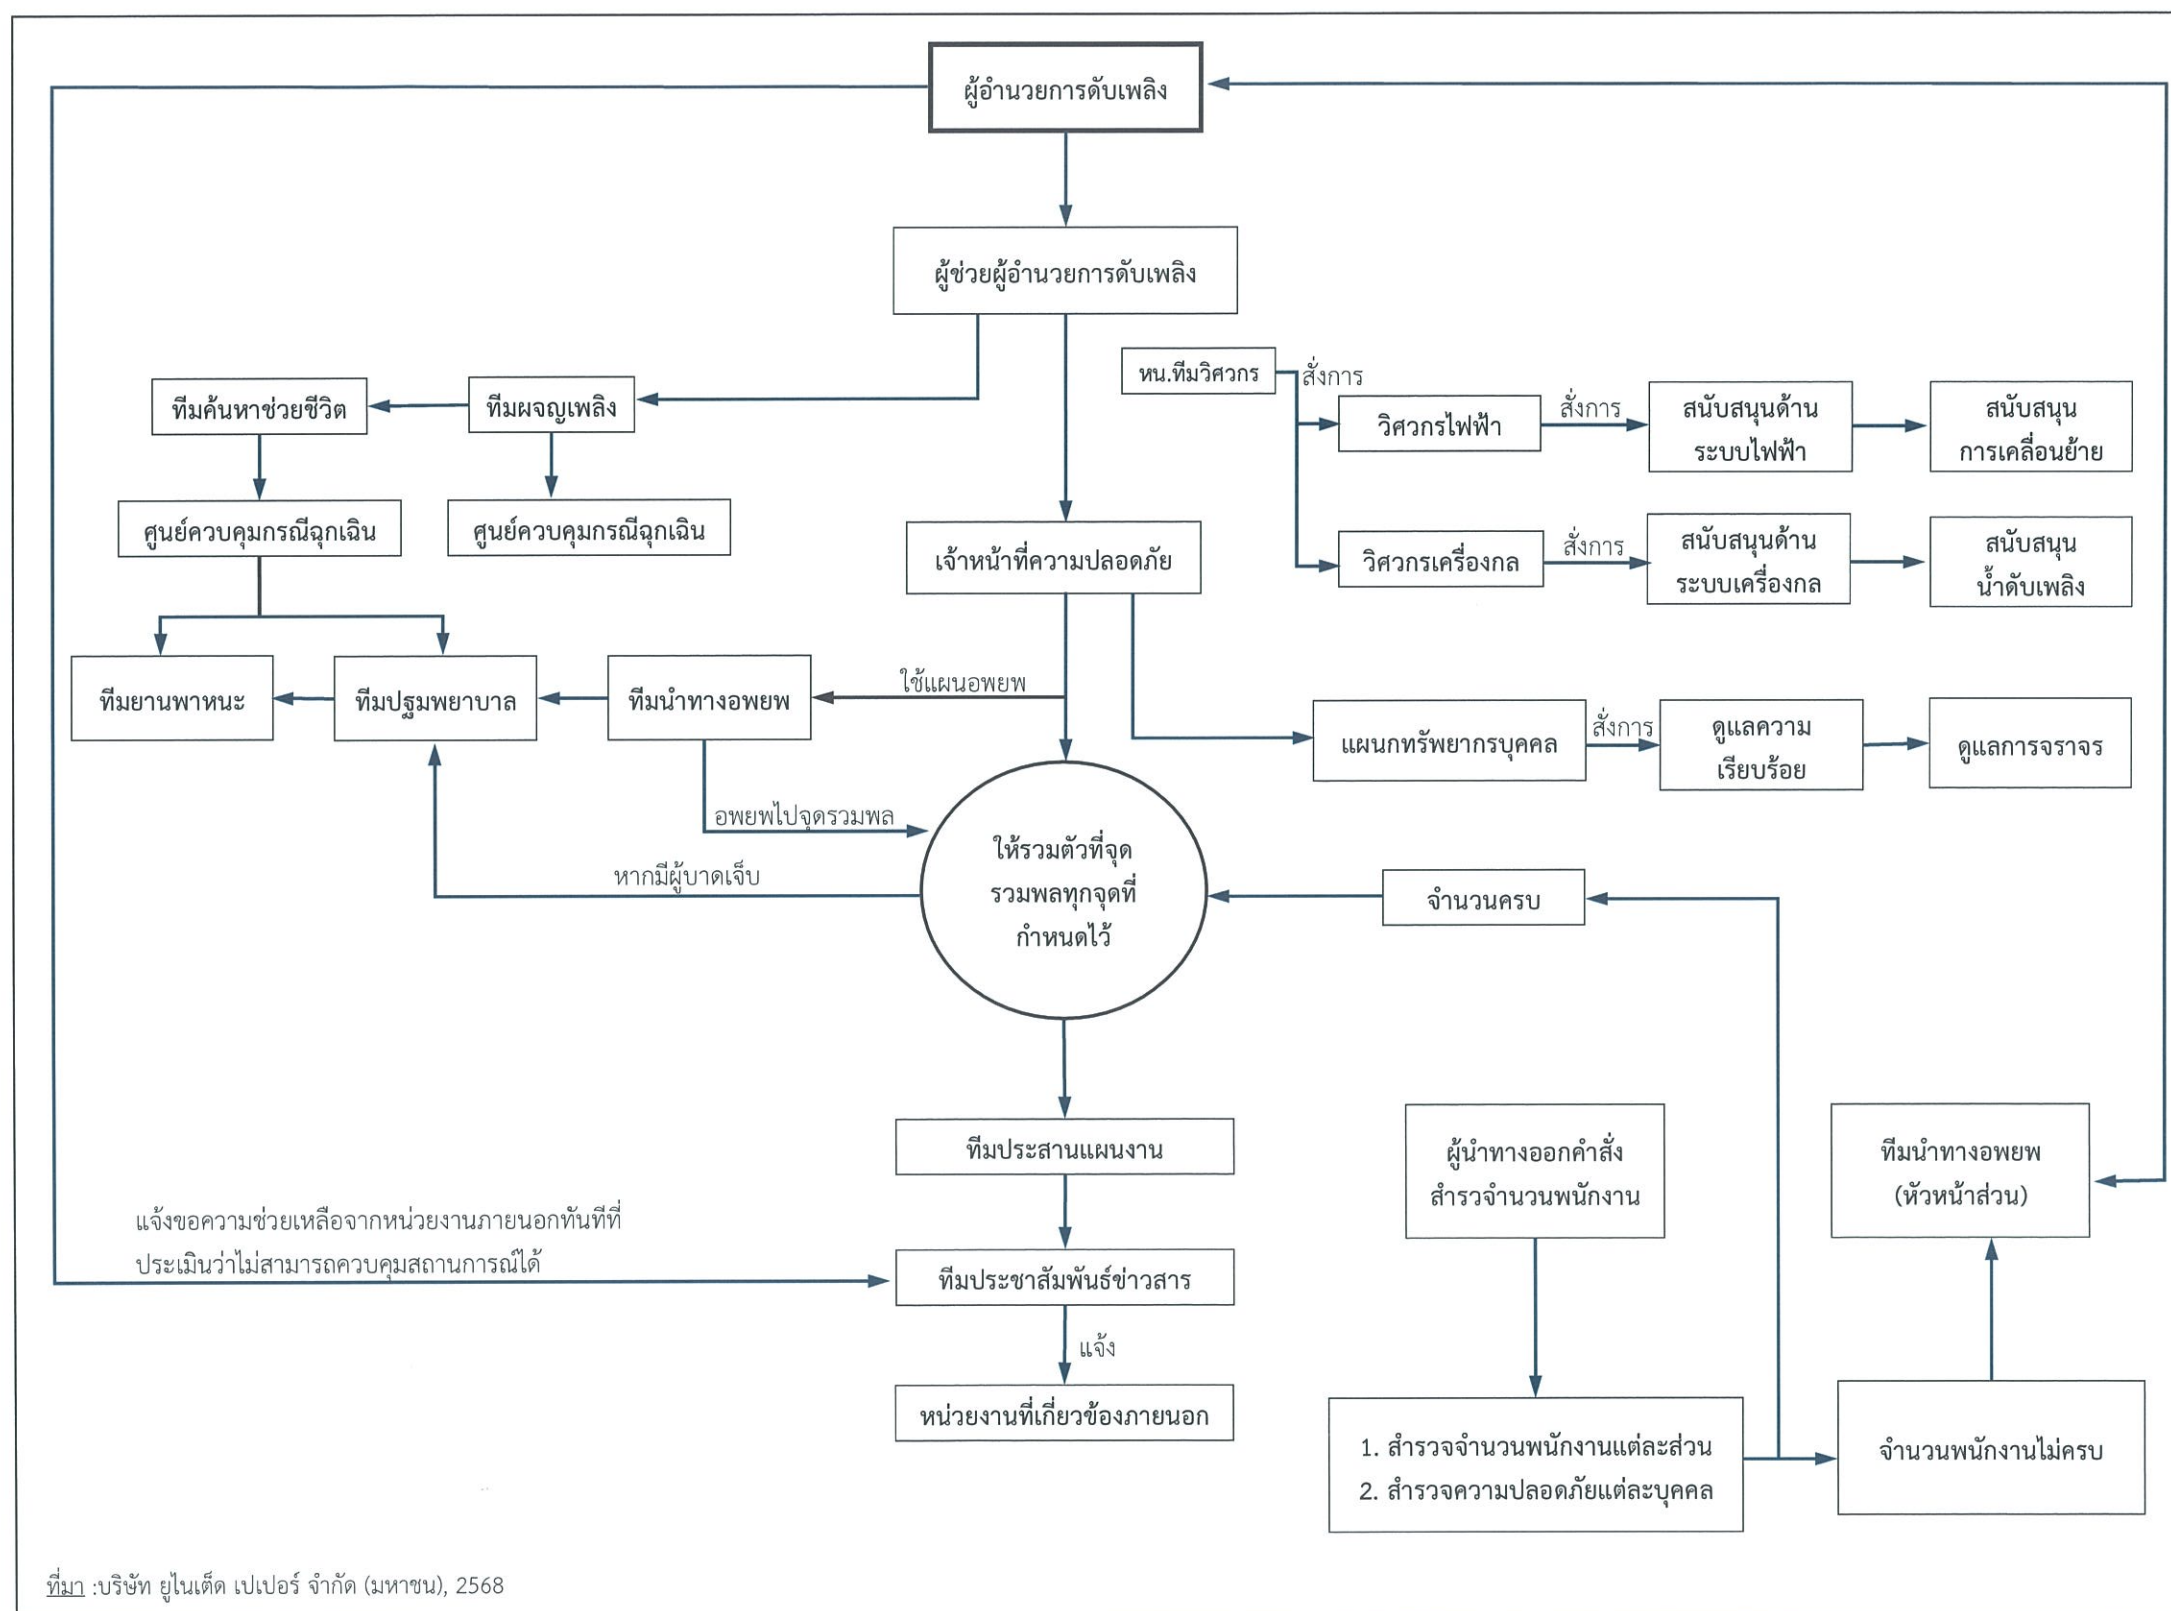 ผู้อำนวยการดับเพลิง
ผู้ช่วยผู้อำนวยการดับเพลิง
หน.ทีมวิศวกร
สั่งการ
ทีมค้นหาช่วยชีวิต
ทีมผจญเพลิง
วิศวกรไฟฟ้า
สั่งการ
สนับสนุนด้าน
ระบบไฟฟ้า
สนับสนุน
การเคลื่อนย้าย
ศูนย์ควบคุมกรณีฉุกเฉิน
ศูนย์ควบคุมกรณีฉุกเฉิน
เจ้าหน้าที่ความปลอดภัย
วิศวกรเครื่องกล
สั่งการ
สนับสนุนด้าน
ระบบเครื่องกล
สนับสนุน
น้ำดับเพลิง
ทีมยานพาหนะ
ทีมปฐมพยาบาล
ทีมนำทางอพยพ
ใช้แผนอพยพ
แผนกทรัพยากรบุคคล
สั่งการ
ดูแลความ
เรียบร้อย
ดูแลการจราจร
อพยพไปจุดรวมพล
หากมีผู้บาดเจ็บ
ให้รวมตัวที่จุด
รวมพลทุกจุดที่
กำหนดไว้
จำนวนครบ
ทีมประสานแผนงาน
ผู้นำทางออกคำสั่ง
สำรวจำนวนพนักงาน
ทีมนำทางอพยพ
(หัวหน้าส่วน)
แจ้งขอความช่วยเหลือจากหน่วยงานภายนอกทันทีที่
ประเมินว่าไม่สามารถควบคุมสถานการณ์ได้
ทีมประชาสัมพันธ์ข่าวสาร
แจ้ง
หน่วยงานที่เกี่ยวข้องภายนอก
1. สำรวจจำนวนพนักงานแต่ละส่วน
2. สำรวจความปลอดภัยแต่ละบุคคล
จำนวนพนักงานไม่ครบ
ที่มา :บริษัท ยูไนเต็ด เปเปอร์ จำกัด (มหาชน), 2568